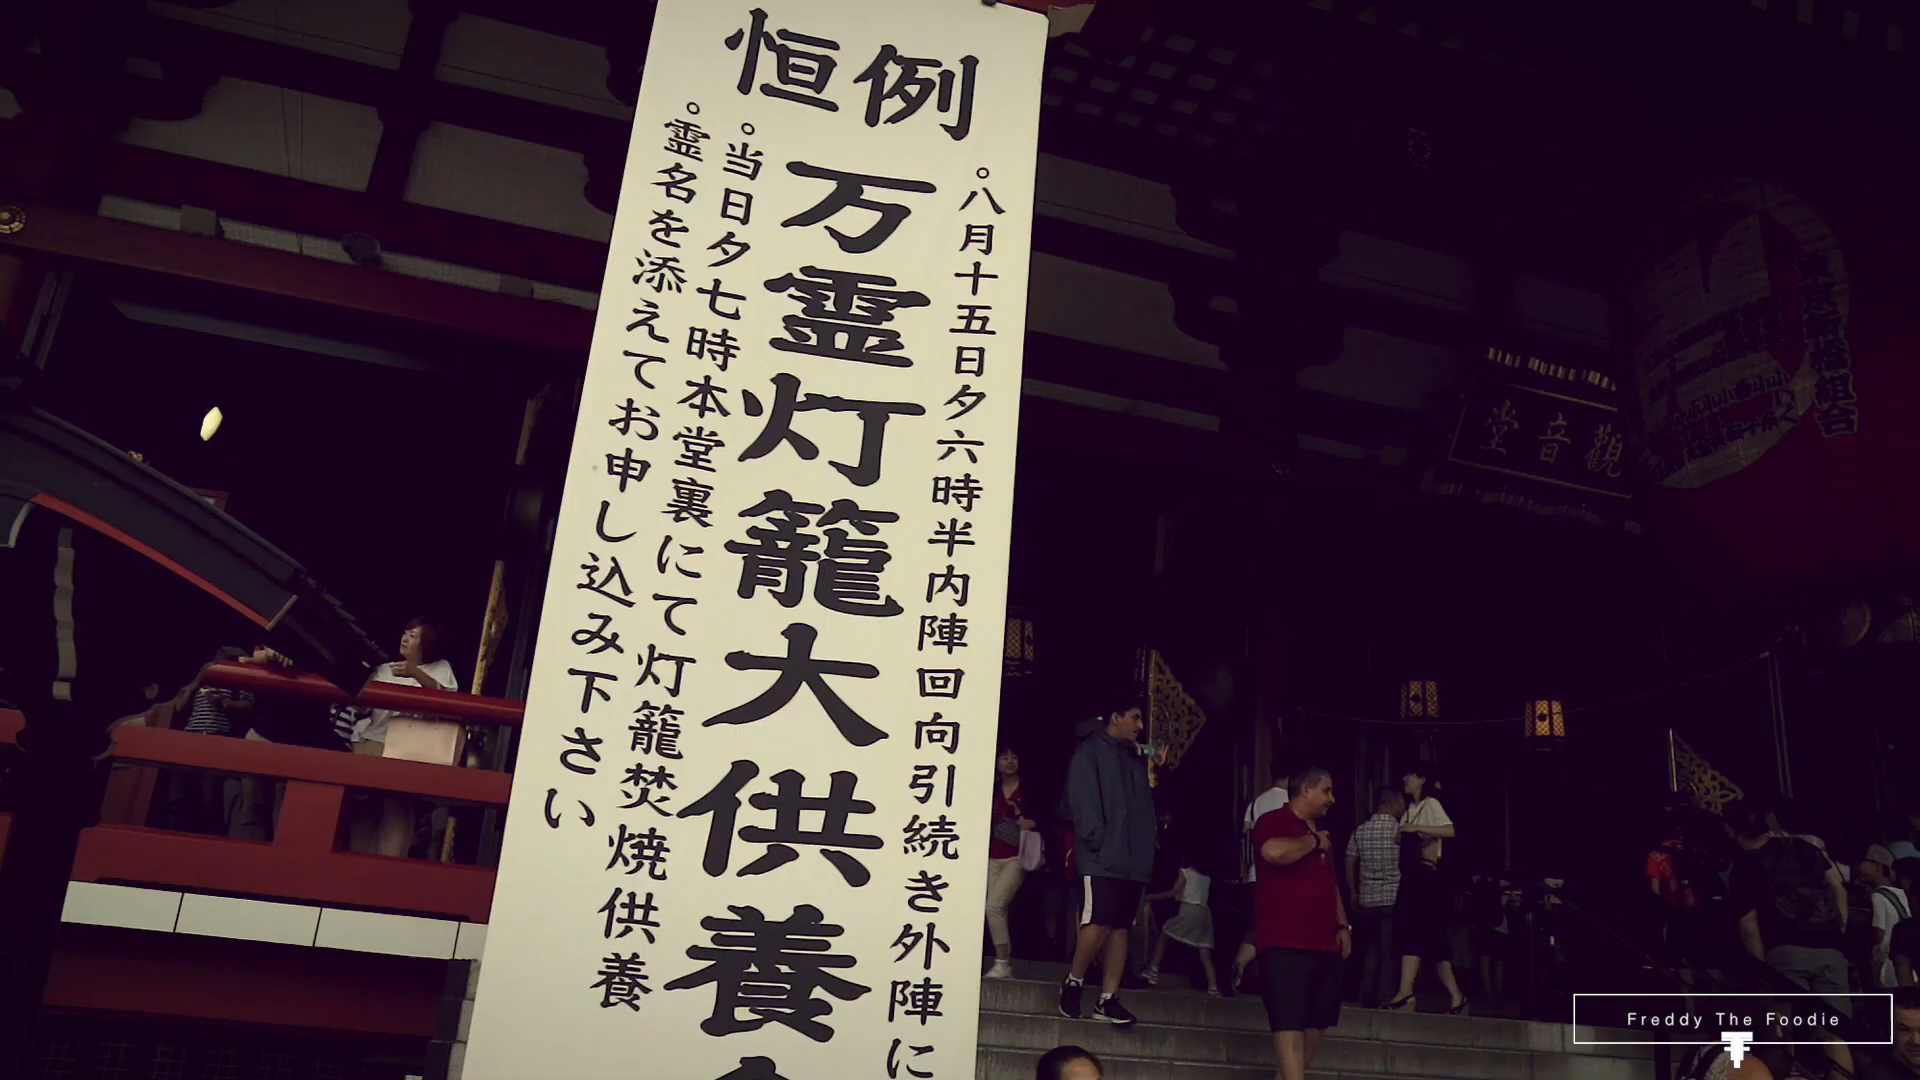 恒例
。八月十五日夕六時半内陣回向引続き外陣に
万霊灯籠大供養
。当日夕七時本堂裏にて灯籠焚焼供養
。霊名を添えてお申し込み下さい
觀音堂
Freddy The Foodie